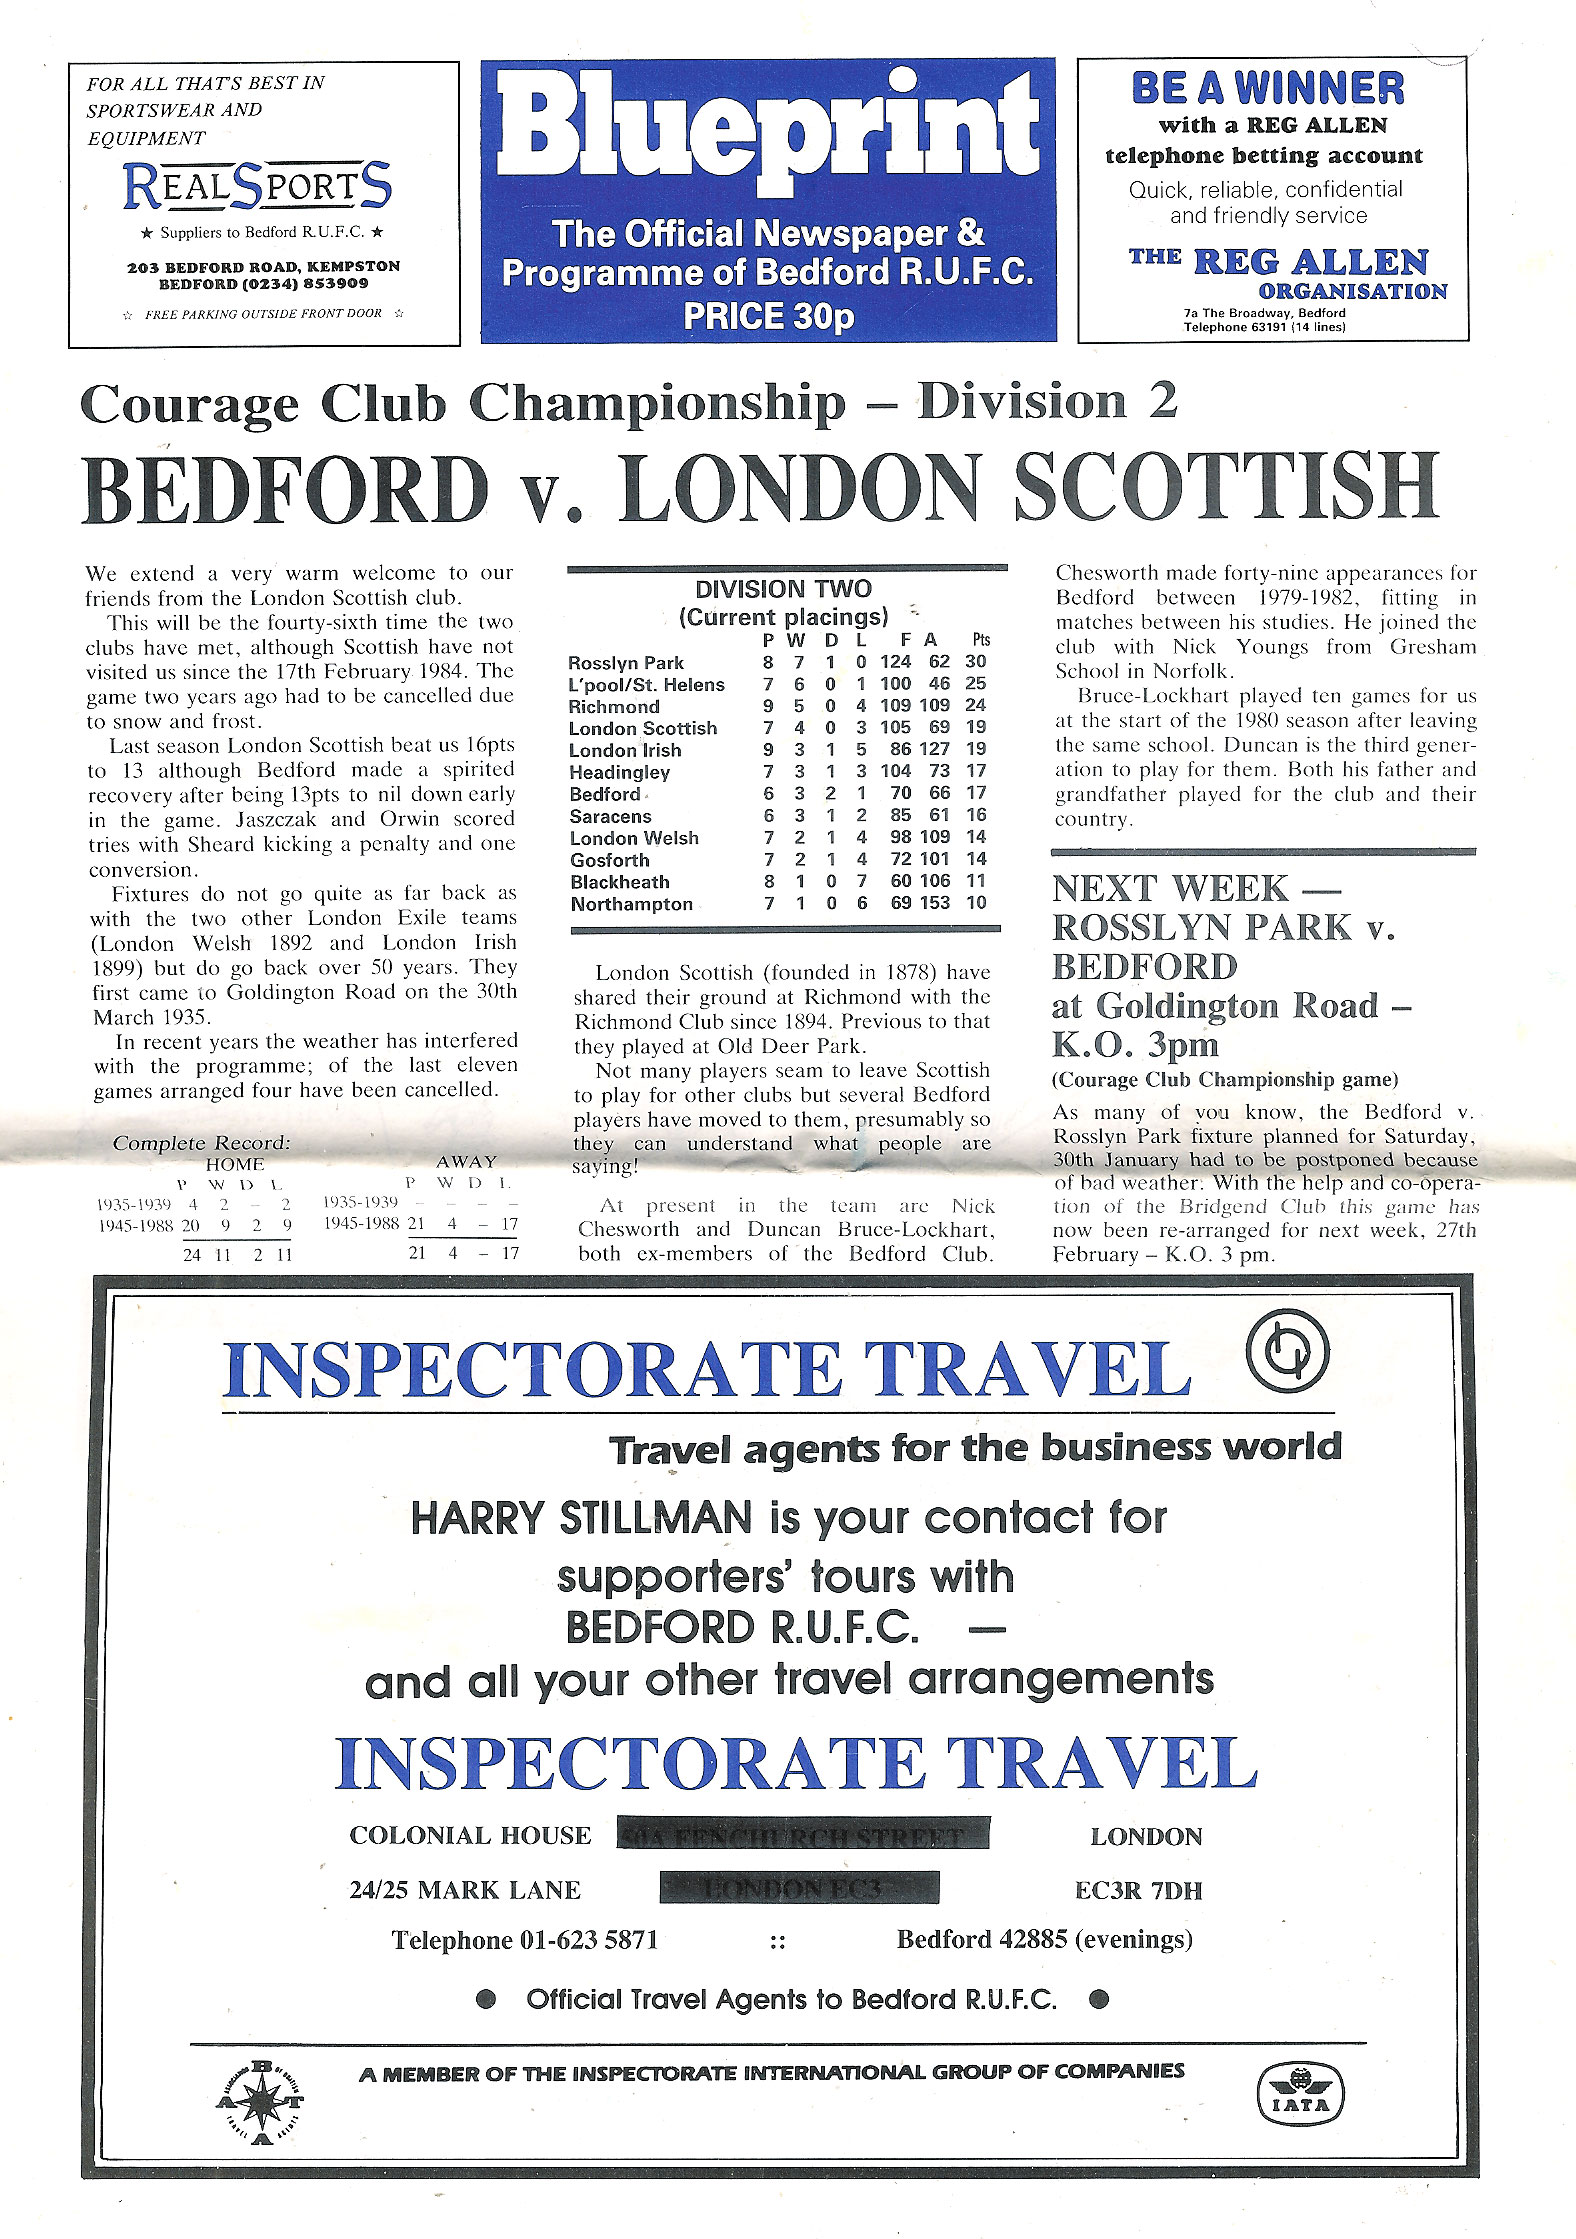 FOR ALL THAT'S BEST IN
SPORTSWEAR AND
EQUIPMENT
REALSPORTS
★ Suppliers to Bedford R.U.F.C. ★
203 BEDFORD ROAD, KEMPSTON
BEDFORD (0234) 853909
☆ FREE PARKING OUTSIDE FRONT DOOR ☆
Blueprint
The Official Newspaper &
Programme of Bedford R.U.F.C.
PRICE 30p
BE A WINNER
with a REG ALLEN
telephone betting account
Quick, reliable, confidential
and friendly service
THE REG ALLEN
ORGANISATION
7a The Broadway, Bedford
Telephone 63191 (14 lines)
Courage Club Championship – Division 2
BEDFORD v. LONDON SCOTTISH
We extend a very warm welcome to our
friends from the London Scottish club.
This will be the fourty-sixth time the two
clubs have met, although Scottish have not
visited us since the 17th February 1984. The
game two years ago had to be cancelled due
to snow and frost.
Last season London Scottish beat us 16pts
to 13 although Bedford made a spirited
recovery after being 13pts to nil down early
in the game. Jaszczak and Orwin scored
tries with Sheard kicking a penalty and one
conversion.
Fixtures do not go quite as far back as
with the two other London Exile teams
(London Welsh 1892 and London Irish
1899) but do go back over 50 years. They
first came to Goldington Road on the 30th
March 1935.
In recent years the weather has interfered
with the programme; of the last eleven
games arranged four have been cancelled.
Complete Record:
HOME
P W D L
1935-1939 4 2 – 2
1945-1988 20 9 2 9
24 11 2 11
AWAY
P W D L
1935-1939 – – – –
1945-1988 21 4 – 17
21 4 – 17
DIVISION TWO
(Current placings)
P W D L F A Pts
Rosslyn Park 8 7 1 0 124 62 30
L'pool/St. Helens 7 6 0 1 100 46 25
Richmond 9 5 0 4 109 109 24
London Scottish 7 4 0 3 105 69 19
London Irish 9 3 1 5 86 127 19
Headingley 7 3 1 3 104 73 17
Bedford 6 3 2 1 70 66 17
Saracens 6 3 1 2 85 61 16
London Welsh 7 2 1 4 98 109 14
Gosforth 7 2 1 4 72 101 14
Blackheath 8 1 0 7 60 106 11
Northampton 7 1 0 6 69 153 10
London Scottish (founded in 1878) have
shared their ground at Richmond with the
Richmond Club since 1894. Previous to that
they played at Old Deer Park.
Not many players seam to leave Scottish
to play for other clubs but several Bedford
players have moved to them, presumably so
they can understand what people are
saying!
At present in the team are Nick
Chesworth and Duncan Bruce-Lockhart,
both ex-members of the Bedford Club.
Chesworth made forty-nine appearances for
Bedford between 1979-1982, fitting in
matches between his studies. He joined the
club with Nick Youngs from Gresham
School in Norfolk.
Bruce-Lockhart played ten games for us
at the start of the 1980 season after leaving
the same school. Duncan is the third gener-
ation to play for them. Both his father and
grandfather played for the club and their
country.
NEXT WEEK —
ROSSLYN PARK v.
BEDFORD
at Goldington Road –
K.O. 3pm
(Courage Club Championship game)
As many of you know, the Bedford v.
Rosslyn Park fixture planned for Saturday,
30th January had to be postponed because
of bad weather. With the help and co-opera-
tion of the Bridgend Club this game has
now been re-arranged for next week, 27th
February – K.O. 3 pm.
INSPECTORATE TRAVEL
Travel agents for the business world
HARRY STILLMAN is your contact for
supporters' tours with
BEDFORD R.U.F.C. —
and all your other travel arrangements
INSPECTORATE TRAVEL
COLONIAL HOUSE FENCHURCH STREET LONDON
24/25 MARK LANE LONDON EC3 EC3R 7DH
Telephone 01-623 5871 :: Bedford 42885 (evenings)
● Official Travel Agents to Bedford R.U.F.C. ●
A MEMBER OF THE INSPECTORATE INTERNATIONAL GROUP OF COMPANIES
ABTA
IATA